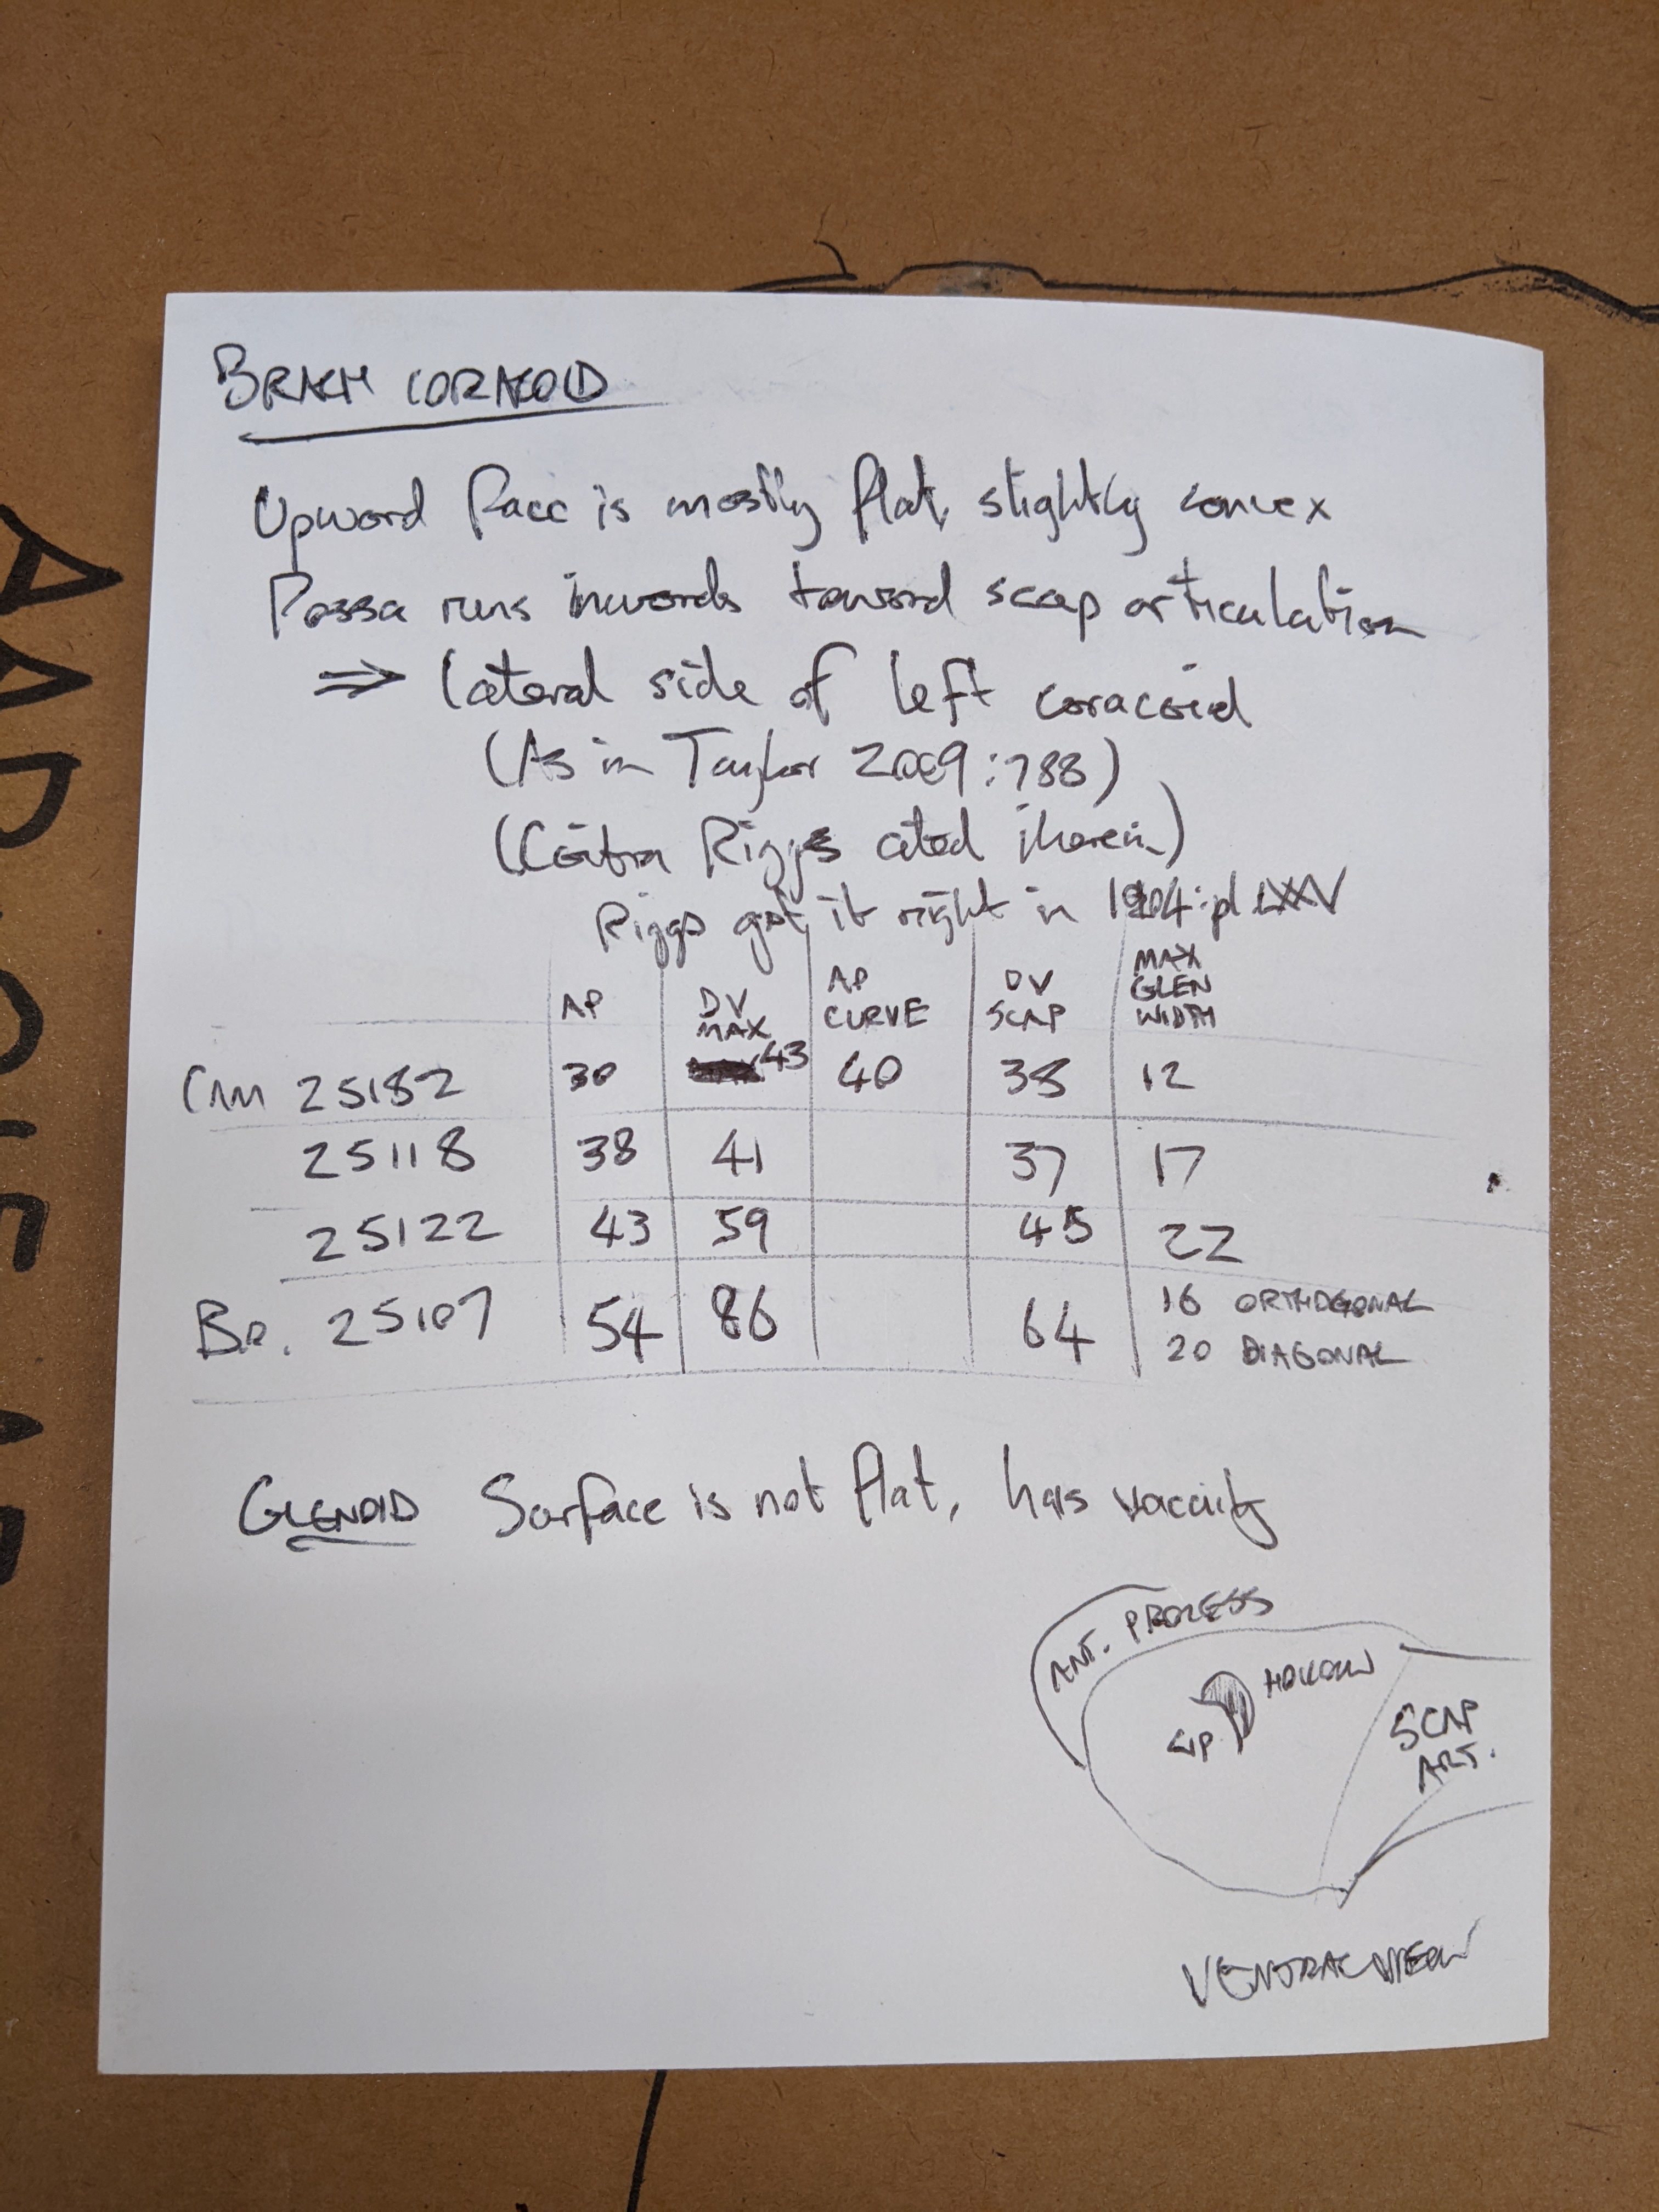 BRACH CORACOID
Upward face is mostly flat, slightly convex
Fossa runs inwards toward scap articulation
⇒ lateral side of left coracoid
(As in Taylor 2009:788)
(Contra Riggs cited therein)
Riggs got it right in 1904:pl. LXXV
AP DV MAX AP CURVE DV SCAP MAX GLEN WIDTH
CAM 25182 30 43 40 38 12
25118 38 41 37 17
25122 43 59 45 22
BR. 25107 54 86 64 16 ORTHOGONAL
20 DIAGONAL
GLENOID Surface is not flat, has vacuity
ANT. PROCESS
HOLLOW
LIP
SCAP
ART.
VENTRAL VIEW